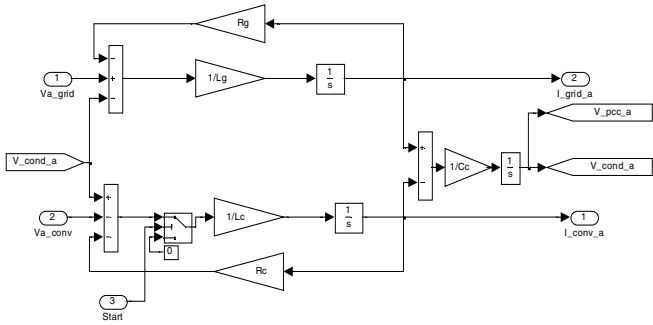 Rg
-
+
-
1
Va_grid
1/Lg
1
s
2
I_grid_a
V_pcc_a
+
-
1/Cc
1
s
V_cond_a
V_cond_a
+
-
-
2
Va_conv
0
1/Lc
1
s
1
I_conv_a
Rc
3
Start